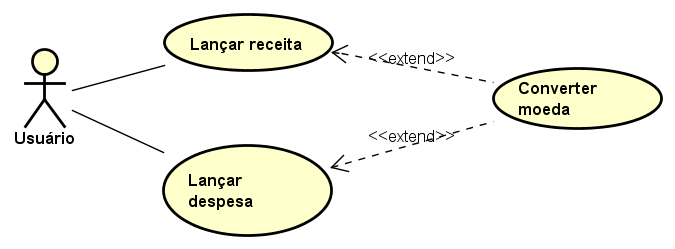 Lançar receita
<<extend>>
Converter
moeda
Usuário
<<extend>>
Lançar
despesa